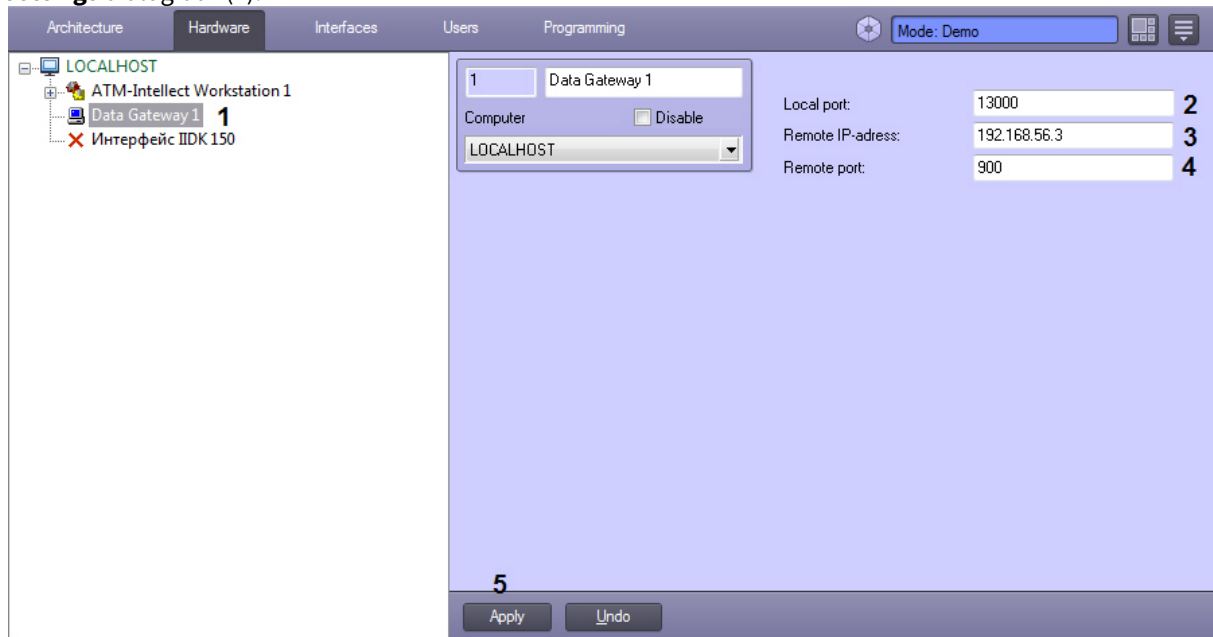 Architecture Hardware Interfaces Users Programming Mode: Demo
LOCALHOST
ATM-Intellect Workstation 1
Data Gateway 1 1
Интерфейс IIDK 150
1 Data Gateway 1
Computer Disable
LOCALHOST
Local port: 13000 2
Remote IP-adress: 192.168.56.3 3
Remote port: 900 4
5
Apply Undo